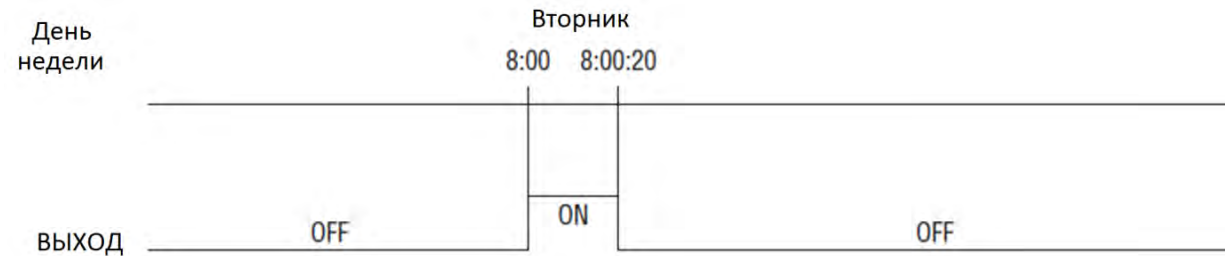 День
недели
Вторник
8:00 8:00:20
OFF ON OFF
ВЫХОД